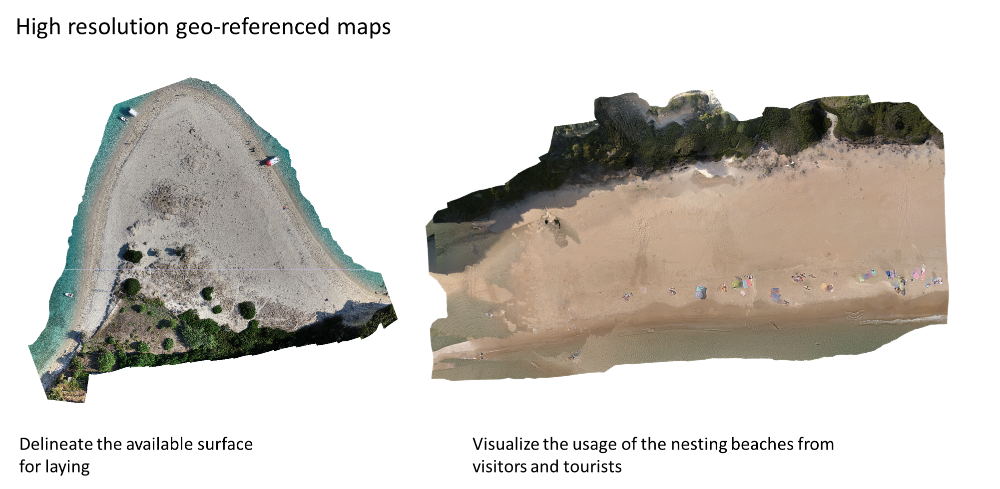 High resolution geo-referenced maps
Delineate the available surface
for laying
Visualize the usage of the nesting beaches from
visitors and tourists